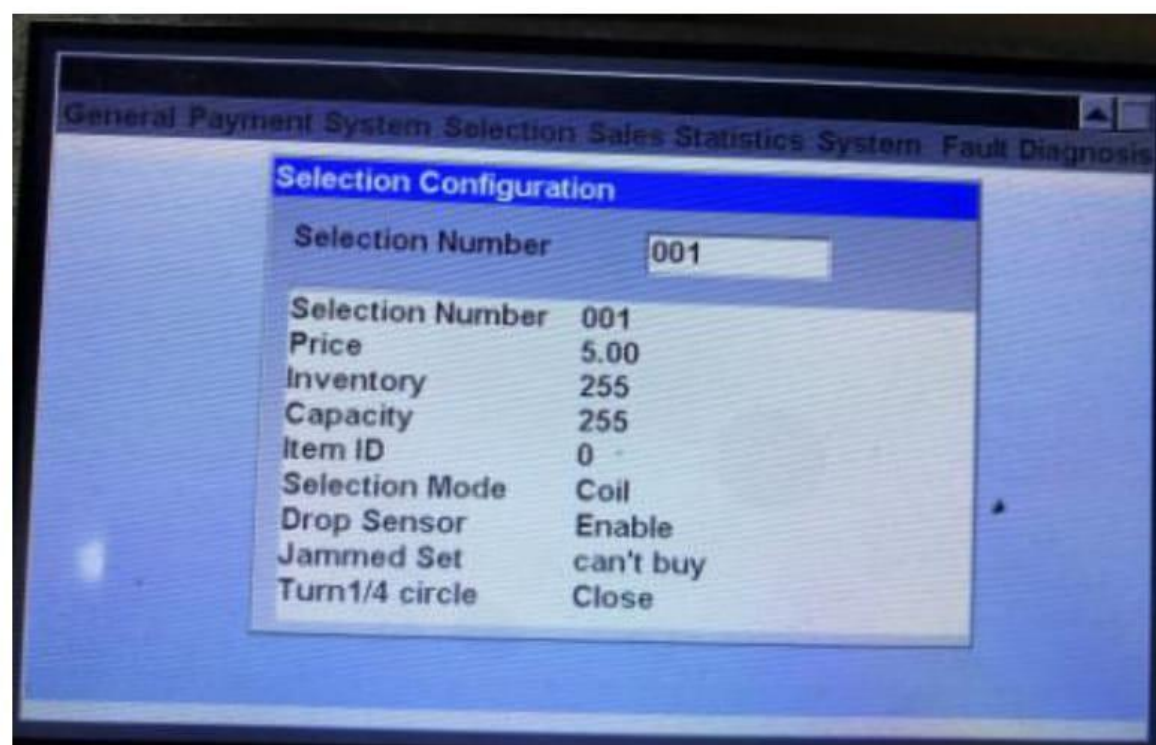 General Payment System Selection Sales Statistics System Fault Diagnosis
Selection Configuration
Selection Number 001
Selection Number 001
Price 5.00
Inventory 255
Capacity 255
Item ID 0
Selection Mode Coil
Drop Sensor Enable
Jammed Set can't buy
Turn1/4 circle Close